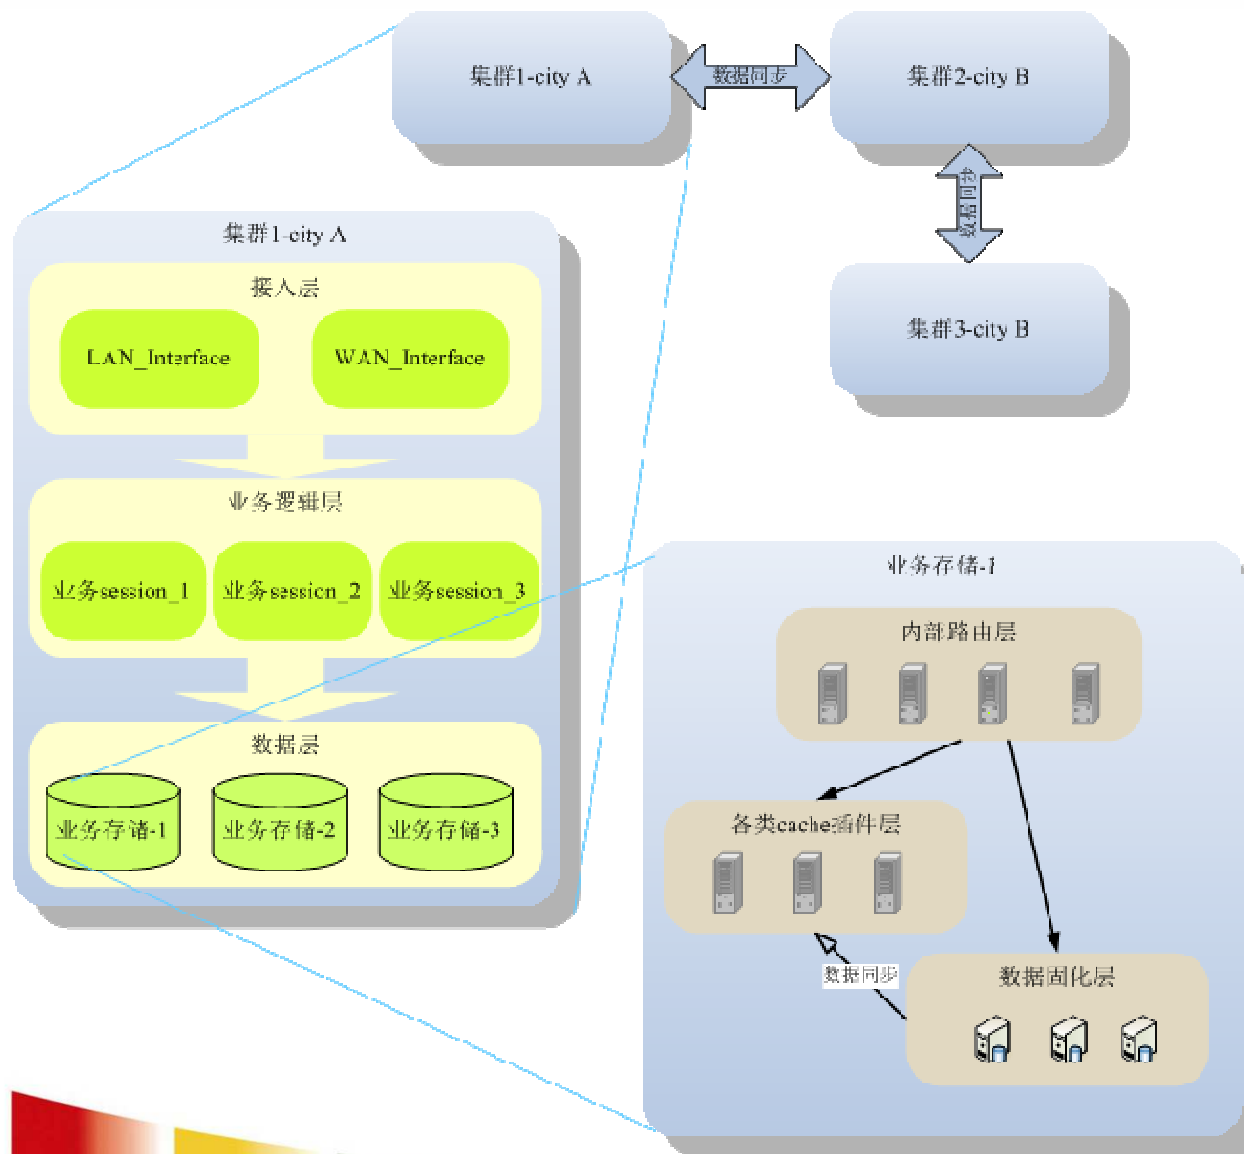 集群1-city A
数据同步
集群2-city B
数据同步
集群3-city B
集群1-city A
接入层
LAN_Interface
WAN_Interface
业务逻辑层
业务session_1
业务session_2
业务session_3
数据层
业务存储-1
业务存储-2
业务存储-3
业务存储-1
内部路由层
各类cache插件层
数据同步
数据固化层